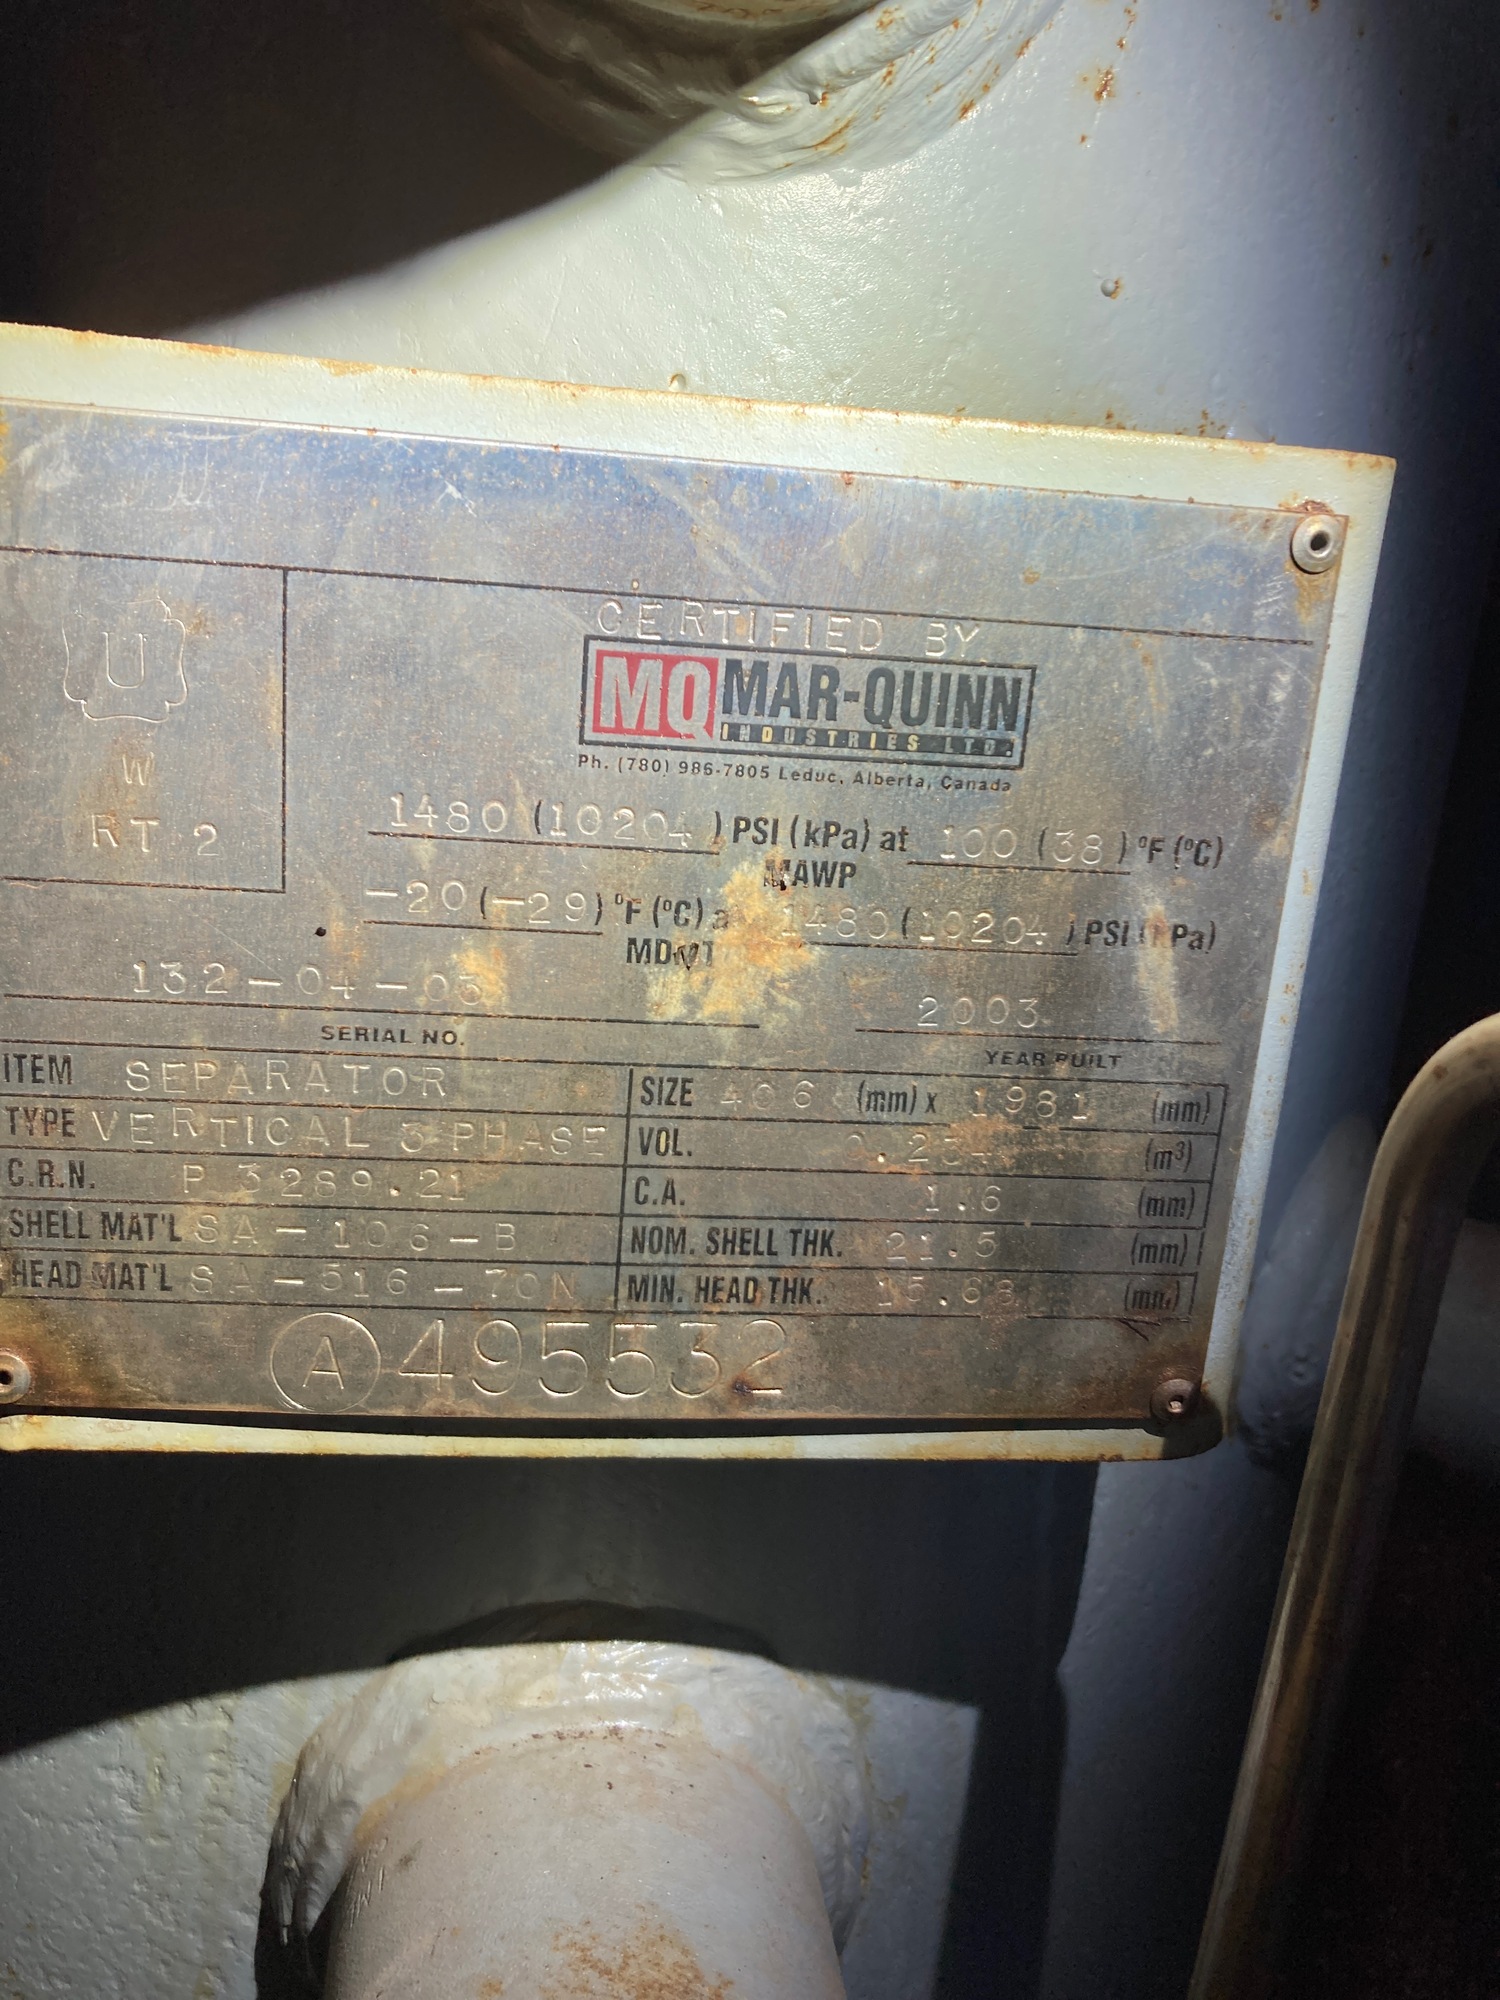 U
W
RT 2
CERTIFIED BY
MQ MAR-QUINN
INDUSTRIES LTD.
Ph. (780) 986-7805 Leduc, Alberta, Canada
1480 (10204) PSI (kPa) at 100 (38) °F (°C)
MAWP
-20 (-29) °F (°C) at 1480 (10204) PSI (kPa)
MDMT
132-04-03 2003
SERIAL NO. YEAR BUILT
ITEM SEPARATOR SIZE 406 (mm) x 1981 (mm)
TYPE VERTICAL 3 PHASE VOL. (m³)
C.R.N. P 3289.21 C.A. 1.6 (mm)
SHELL MAT'L SA-106-B NOM. SHELL THK. 21.5 (mm)
HEAD MAT'L SA-516-70N MIN. HEAD THK. 15.88 (mm)
A 495532